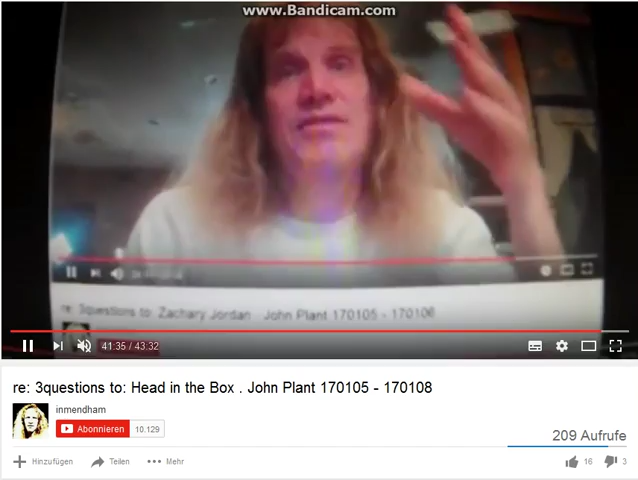 www.Bandicam.com
re: 3questions to: Zachary Jordan . John Plant 170105 - 170106
41:35 / 43:32
re: 3questions to: Head in the Box . John Plant 170105 - 170108
inmendham
Abonnieren 10.129
209 Aufrufe
Hinzufügen Teilen Mehr 16 3